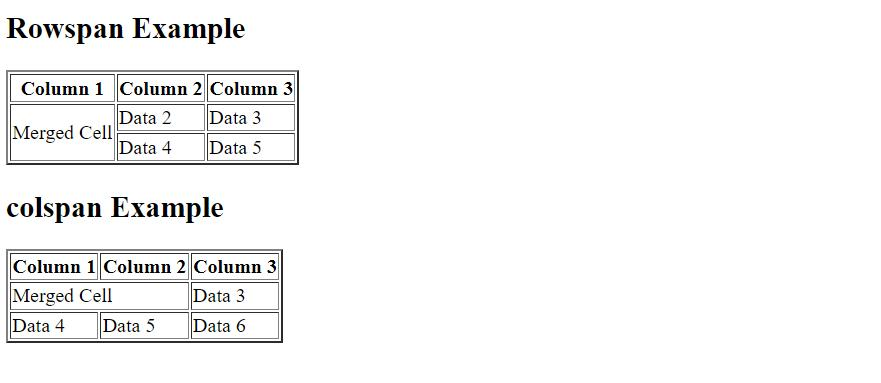 Rowspan Example
Column 1 Column 2 Column 3
Merged Cell Data 2 Data 3
Data 4 Data 5
colspan Example
Column 1 Column 2 Column 3
Merged Cell Data 3
Data 4 Data 5 Data 6